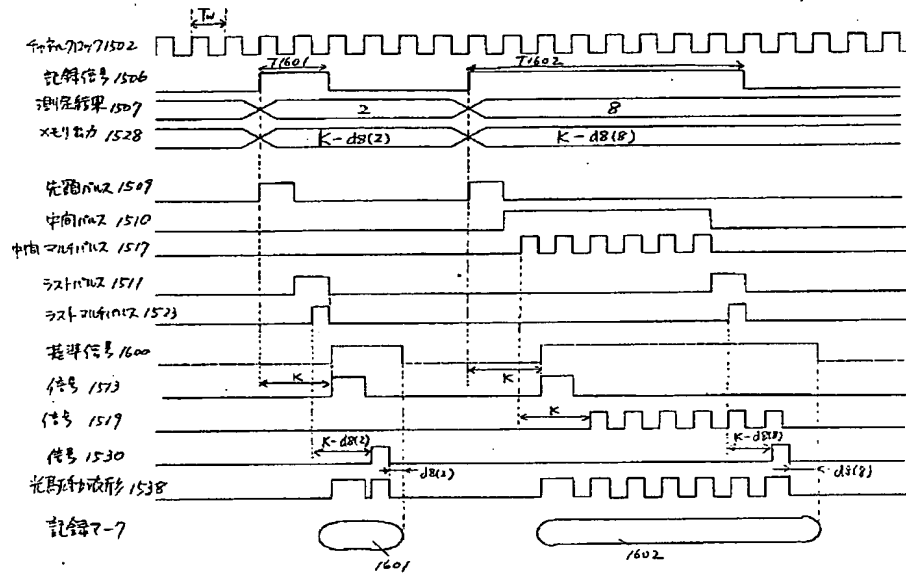 Tw
チャネルクロック1502
T1601
T1602
記録信号1506
測定結果1507
2
8
メモリ出力1528
K-d8(2)
K-d8(8)
先頭パルス1509
中間パルス1510
中間マルチパルス1517
ラストパルス1511
ラストマルチパルス1523
基準信号1600
信号1513
K
K
信号1519
K
K-d8(2)
K-d8(8)
信号1530
d8(2)
d8(8)
光駆動波形1538
記録マーク
1601
1602